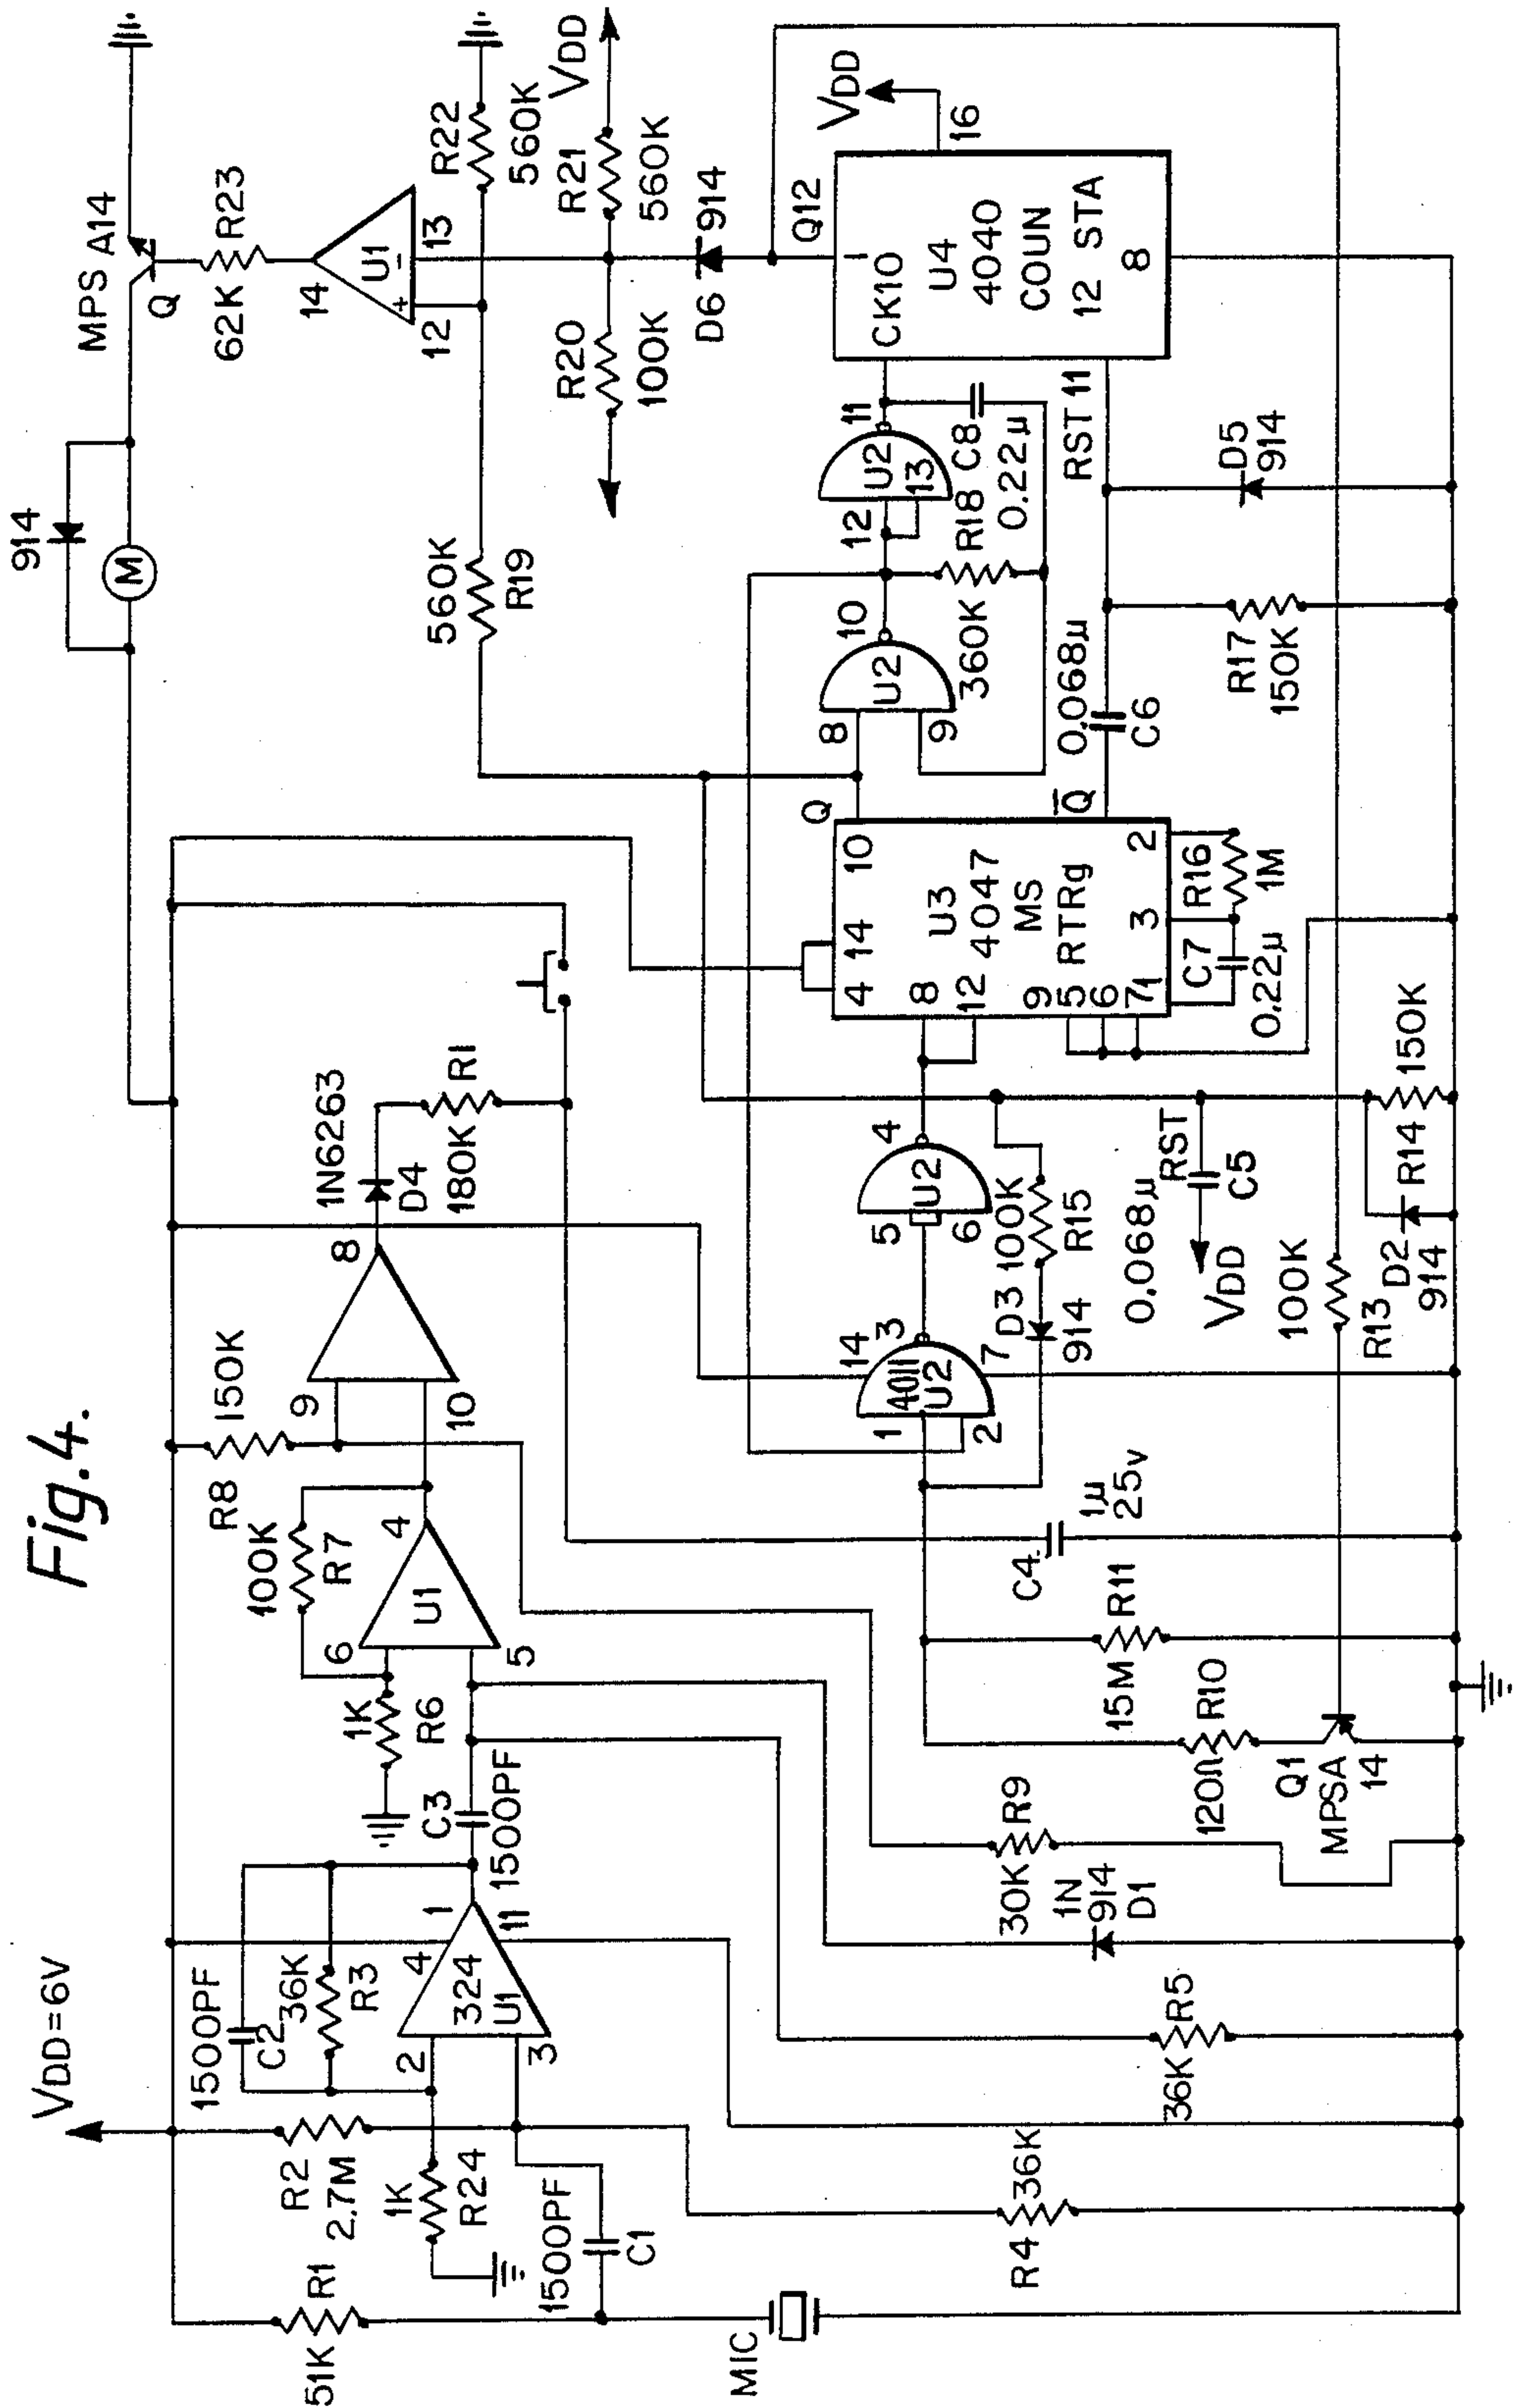 Fig.4.
VDD=6V
51K
R1
R2
2.7M
1500PF
C2
36K
R3
1K
R24
1500PF
C1
MIC
2
3
4
324
U1
1
11
R4
36K
C3
1500PF
1K
R6
100K
R7
6
5
U1
4
R8
150K
9
10
8
1N6263
D4
180K
R1
36K
R5
1N
914
D1
30K
R9
120Ω
R10
Q1
MPSA
14
15M
R11
C4.
1μ
25v
1
2
4011
U2
14
3
7
5
6
U2
4
D3
914
100K
R15
0.068μ
RST
C5
VDD
100K
R13
D2
914
R14
150K
4
14
10
Q
8
12
9
5
6
7
1
3
2
U3
4047
MS
RTRg
Q̅
C7
0.22μ
R16
1M
8
9
U2
10
12
13
U2
11
360K
R18
C8
0.22μ
0.068μ
C6
R17
150K
RST 11
D5
914
CK10
1
Q12
U4
4040
COUN
12 STA
8
16
VDD
914
M
MPS A14
Q
62K
R23
14
U1
+
-
12
13
560K
R19
R22
560K
R20
100K
R21
560K
VDD
D6
914